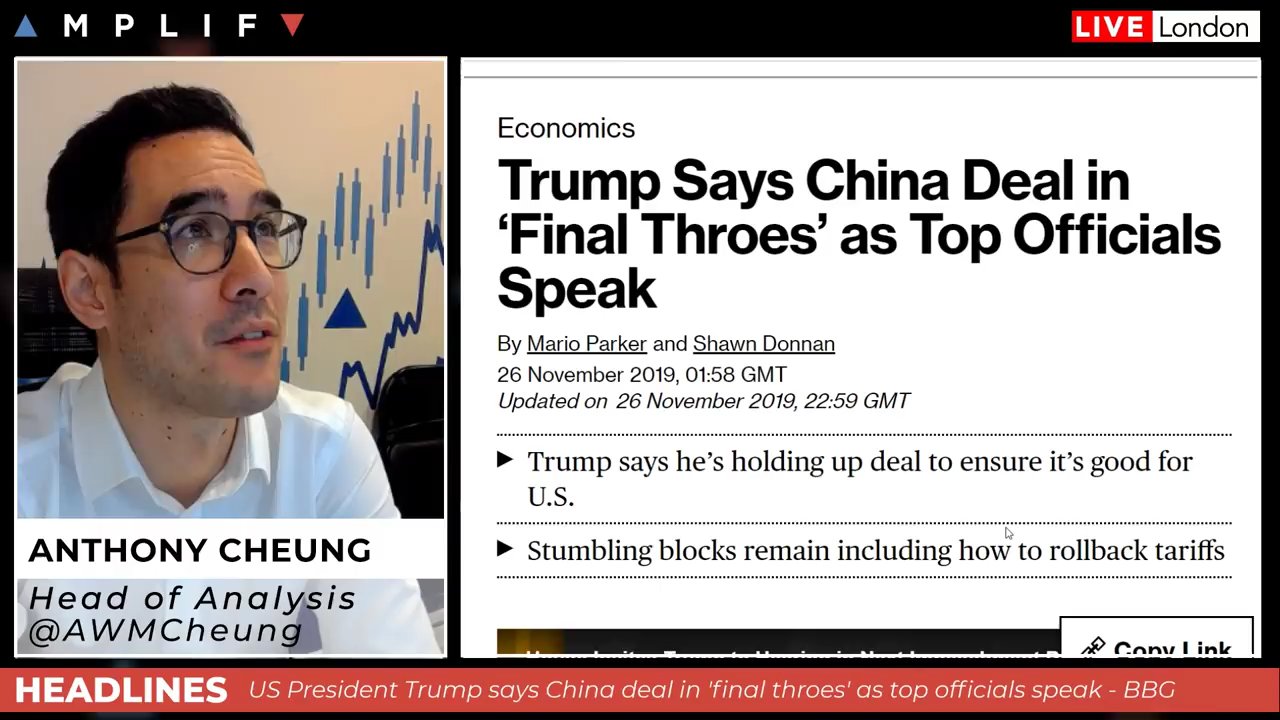 AMPLIFY
LIVE London
Economics
Trump Says China Deal in
‘Final Throes’ as Top Officials
Speak
By Mario Parker and Shawn Donnan
26 November 2019, 01:58 GMT
Updated on 26 November 2019, 22:59 GMT
Trump says he’s holding up deal to ensure it’s good for
U.S.
Stumbling blocks remain including how to rollback tariffs
Copy Link
ANTHONY CHEUNG
Head of Analysis
@AWMCheung
HEADLINES US President Trump says China deal in 'final throes' as top officials speak - BBG